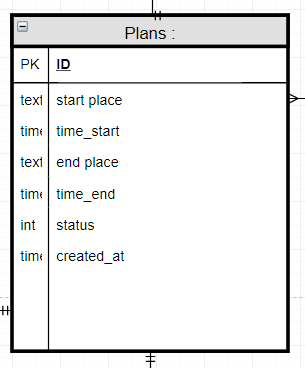 Plans :
PK ID
text start place
time time_start
text end place
time time_end
int status
time created_at